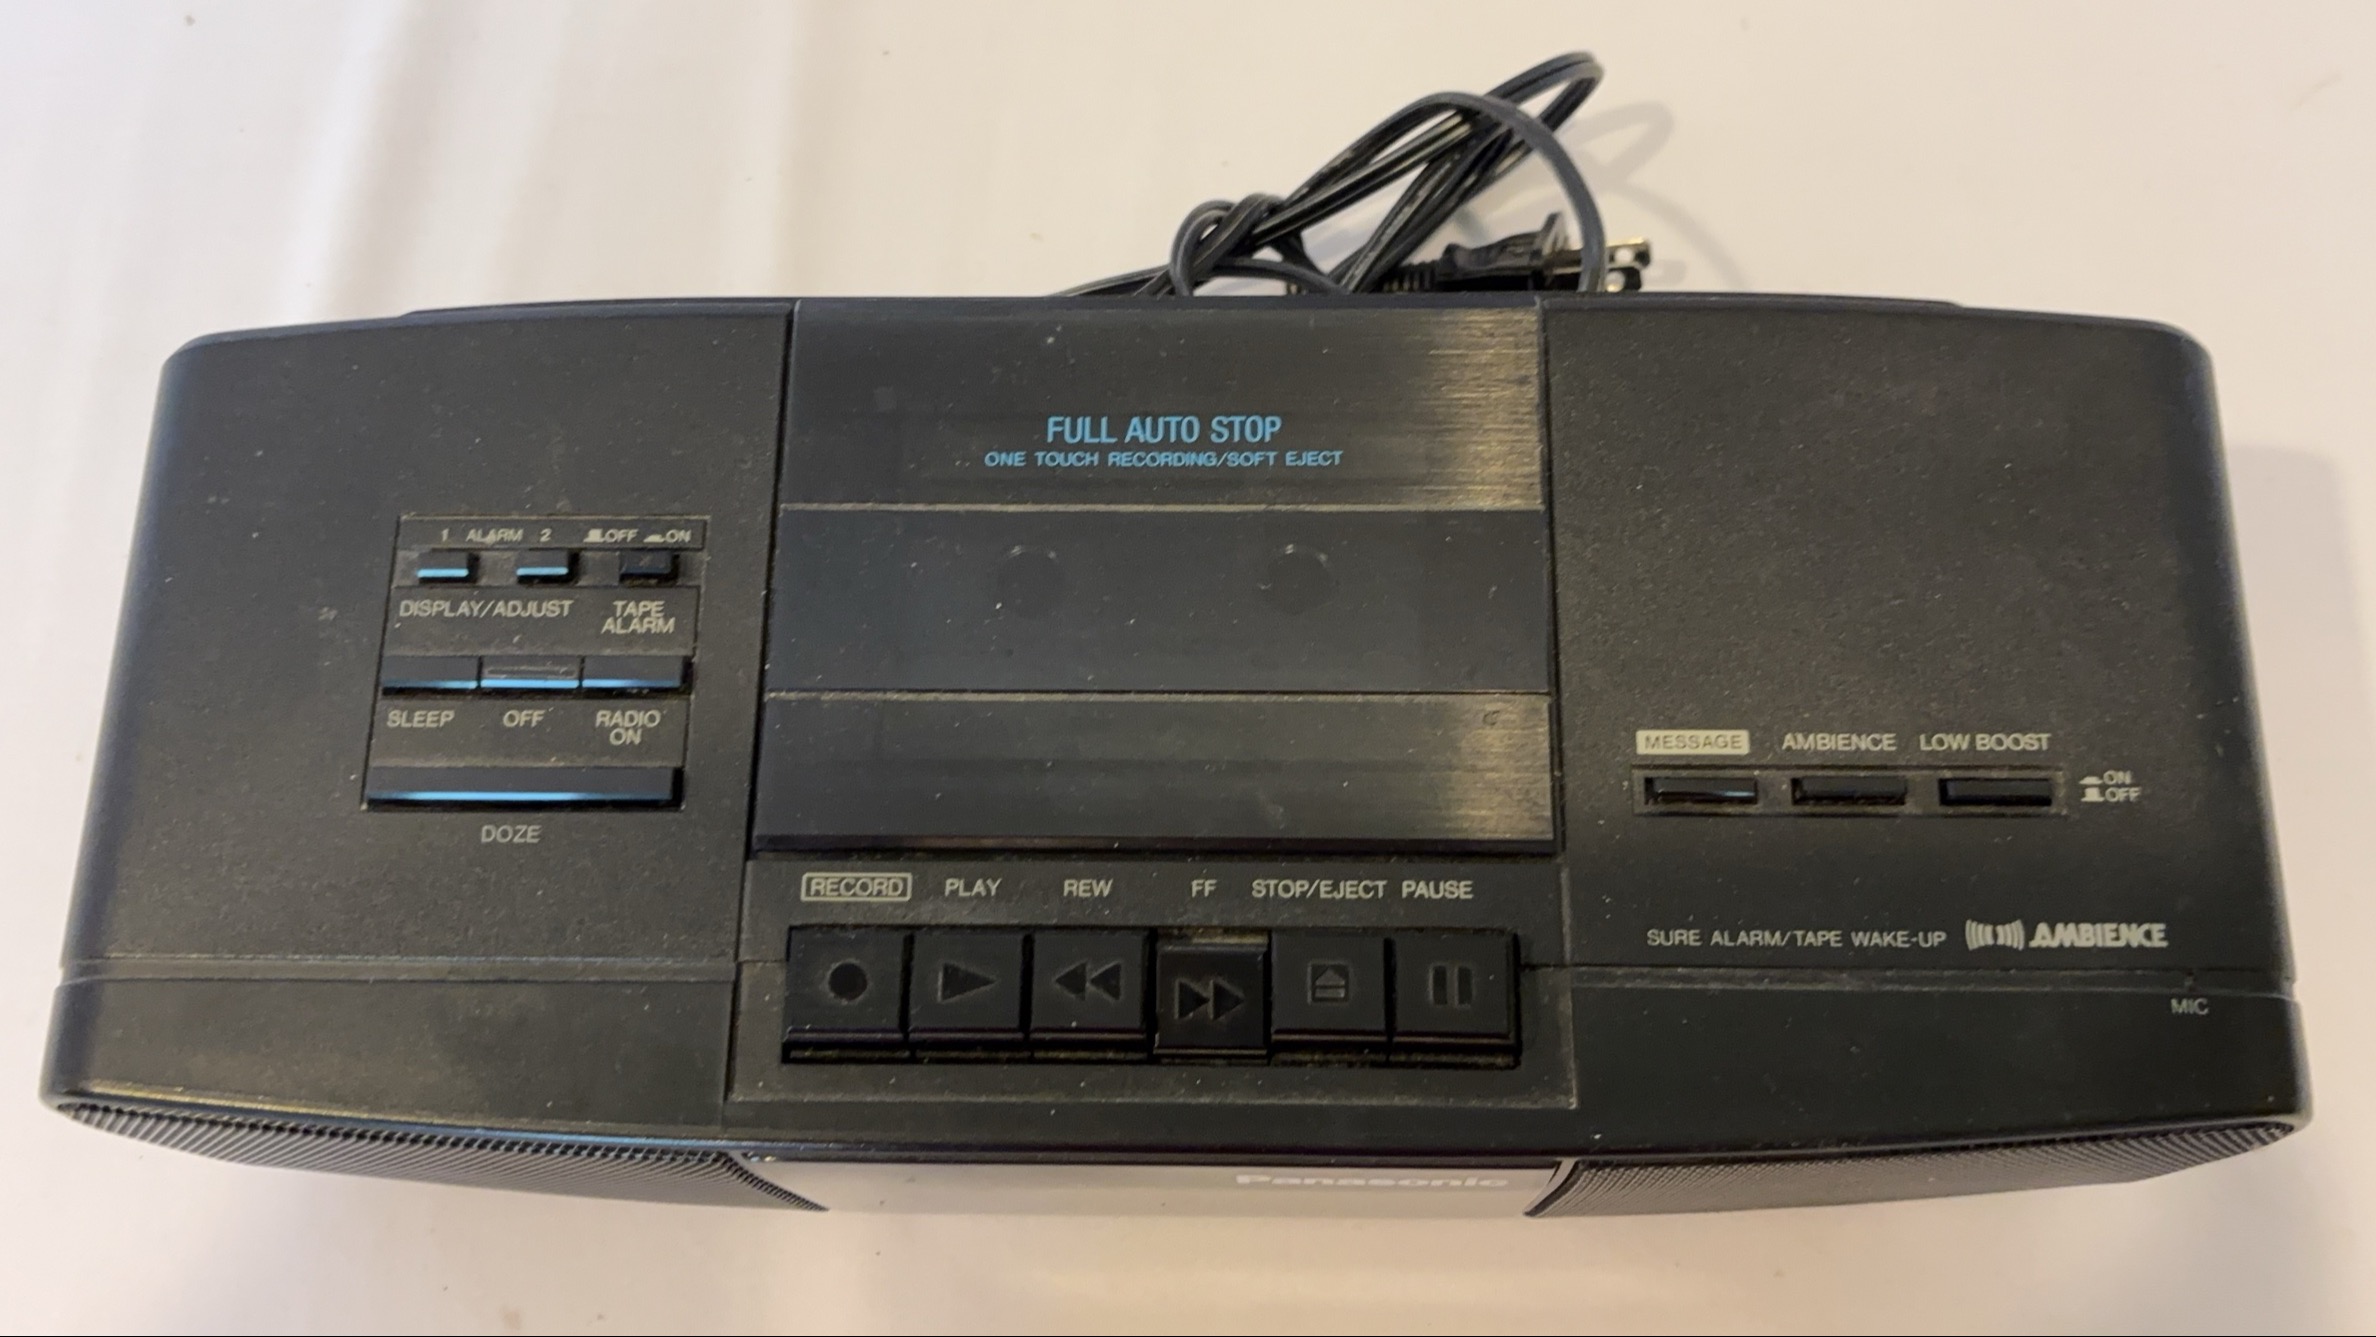 FULL AUTO STOP
ONE TOUCH RECORDING/SOFT EJECT
1 ALARM 2 OFF ON
DISPLAY/ADJUST
TAPE
ALARM
SLEEP OFF RADIO
ON
DOZE
MESSAGE AMBIENCE LOW BOOST
ON
OFF
RECORD PLAY REW FF STOP/EJECT PAUSE
SURE ALARM/TAPE WAKE-UP AMBIENCE
MIC
Panasonic